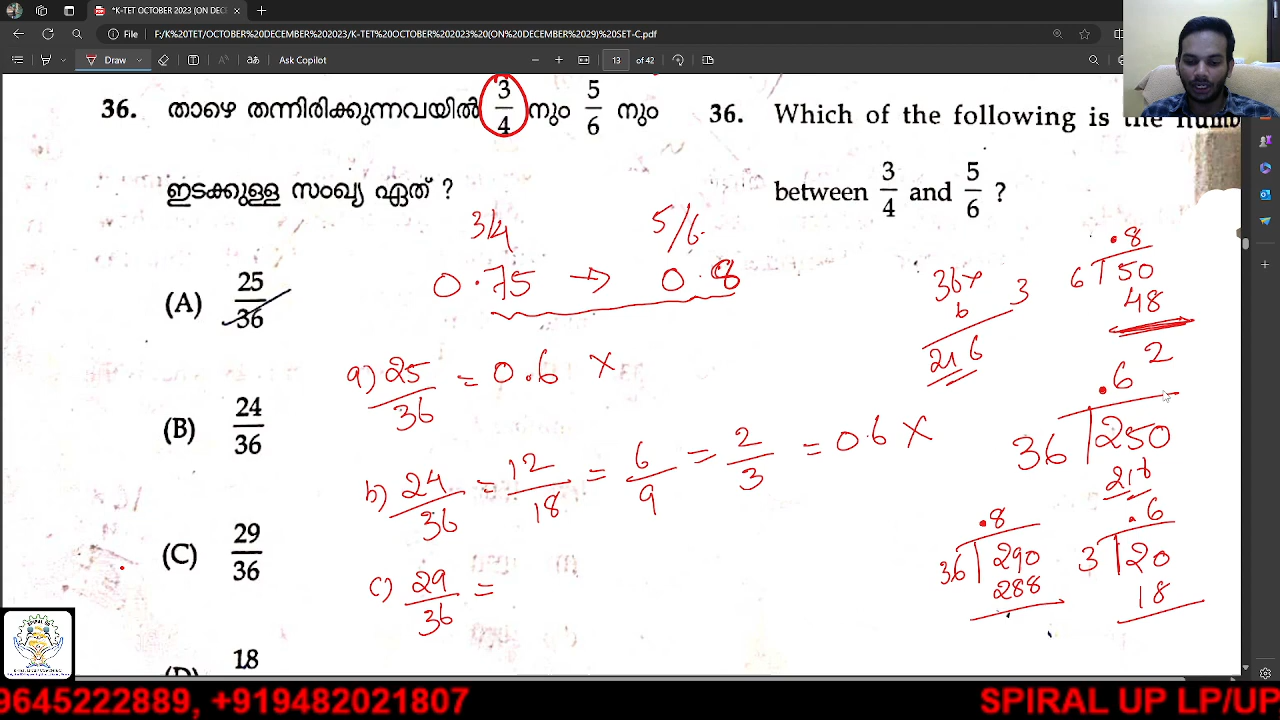 *K-TET OCTOBER 2023 (ON DEC
File F:/K%20TET/OCTOBER%20DECEMBER%202023/K-TET%20OCTOBER%202023%20(ON%20DECEMBER%2029)%20SET-C.pdf
Draw Ask Copilot 13 of 42
36. താഴെ തന്നിരിക്കുന്നവയിൽ 3/4 നും 5/6 നും
ഇടക്കുള്ള സംഖ്യ ഏത് ?
36. Which of the following is the numb
between 3/4 and 5/6 ?
(A) 25/36
(B) 24/36
(C) 29/36
(D) 18
3/4 5/6
0.75 → 0.8
a) 25/36 = 0.6 ×
b) 24/36 = 12/18 = 6/9 = 2/3 = 0.6 ×
c) 29/36 =
36×
6
3
216
.8
6 50
48
2
.6
36 250
216
.8
36 290
288
.6
3 20
18
9645222889, +919482021807 SPIRAL UP LP/UP